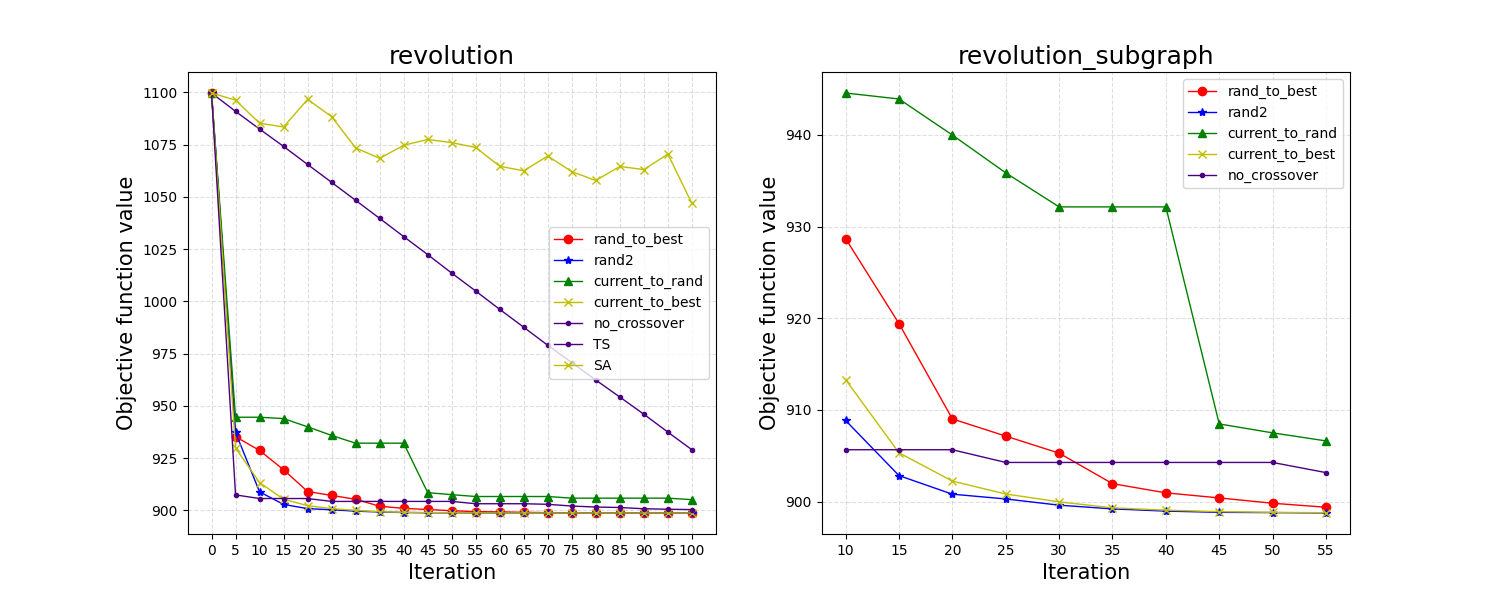 revolution
Objective function value
1100
1075
1050
1025
1000
975
950
925
900
rand_to_best
rand2
current_to_rand
current_to_best
no_crossover
TS
SA
0 5 10 15 20 25 30 35 40 45 50 55 60 65 70 75 80 85 90 95 100
Iteration
revolution_subgraph
Objective function value
940
930
920
910
900
rand_to_best
rand2
current_to_rand
current_to_best
no_crossover
10 15 20 25 30 35 40 45 50 55
Iteration